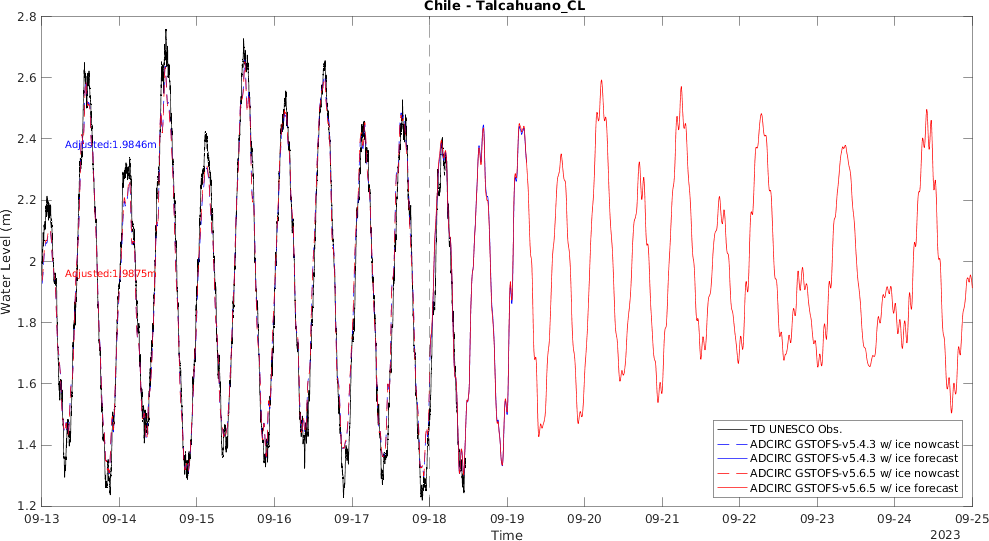 Chile - Talcahuano_CL
Water Level (m)
2.8
2.6
2.4
2.2
2
1.8
1.6
1.4
1.2
Adjusted:1.9846m
Adjusted:1.9875m
TD UNESCO Obs.
ADCIRC GSTOFS-v5.4.3 w/ ice nowcast
ADCIRC GSTOFS-v5.4.3 w/ ice forecast
ADCIRC GSTOFS-v5.6.5 w/ ice nowcast
ADCIRC GSTOFS-v5.6.5 w/ ice forecast
09-13 09-14 09-15 09-16 09-17 09-18 09-19 09-20 09-21 09-22 09-23 09-24 09-25
Time
2023